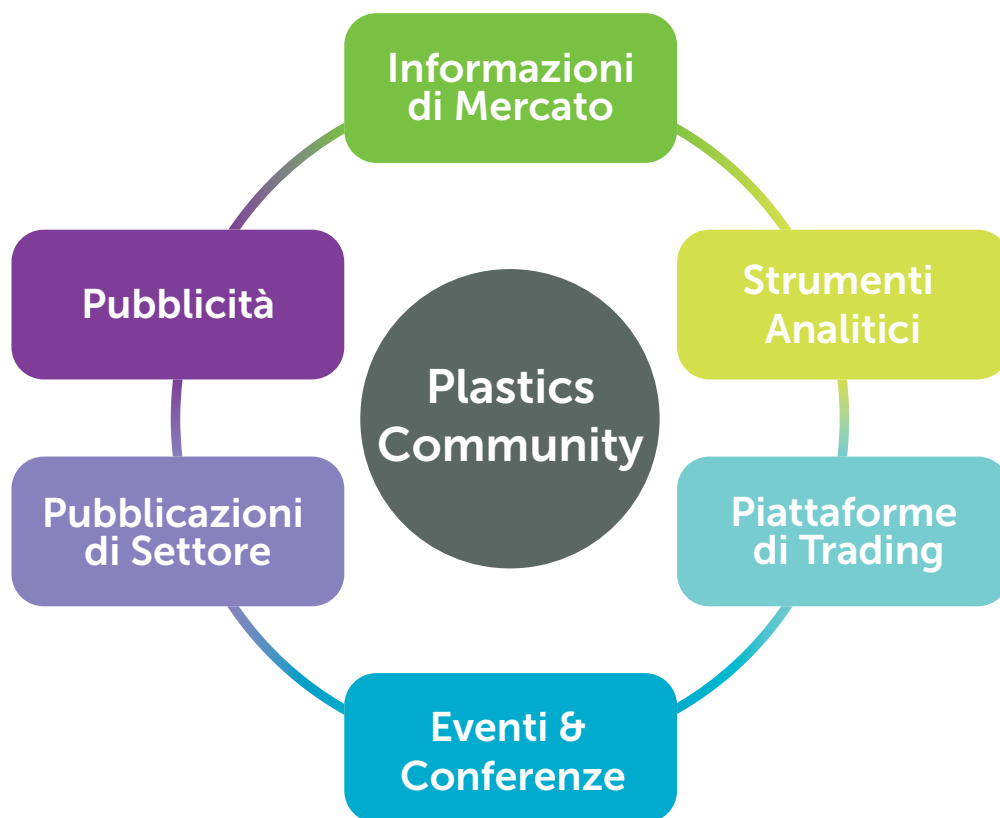 Informazioni
di Mercato
Pubblicità
Strumenti
Analitici
Plastics
Community
Pubblicazioni
di Settore
Piattaforme
di Trading
Eventi &
Conferenze